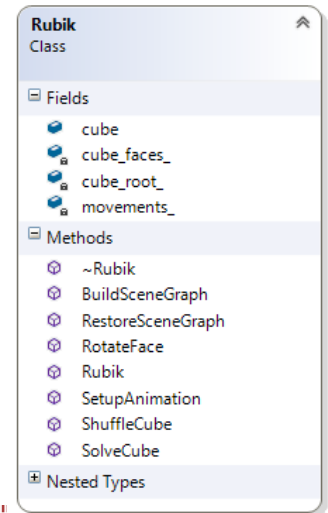 Rubik
Class
Fields
cube
cube_faces_
cube_root_
movements_
Methods
~Rubik
BuildSceneGraph
RestoreSceneGraph
RotateFace
Rubik
SetupAnimation
ShuffleCube
SolveCube
Nested Types